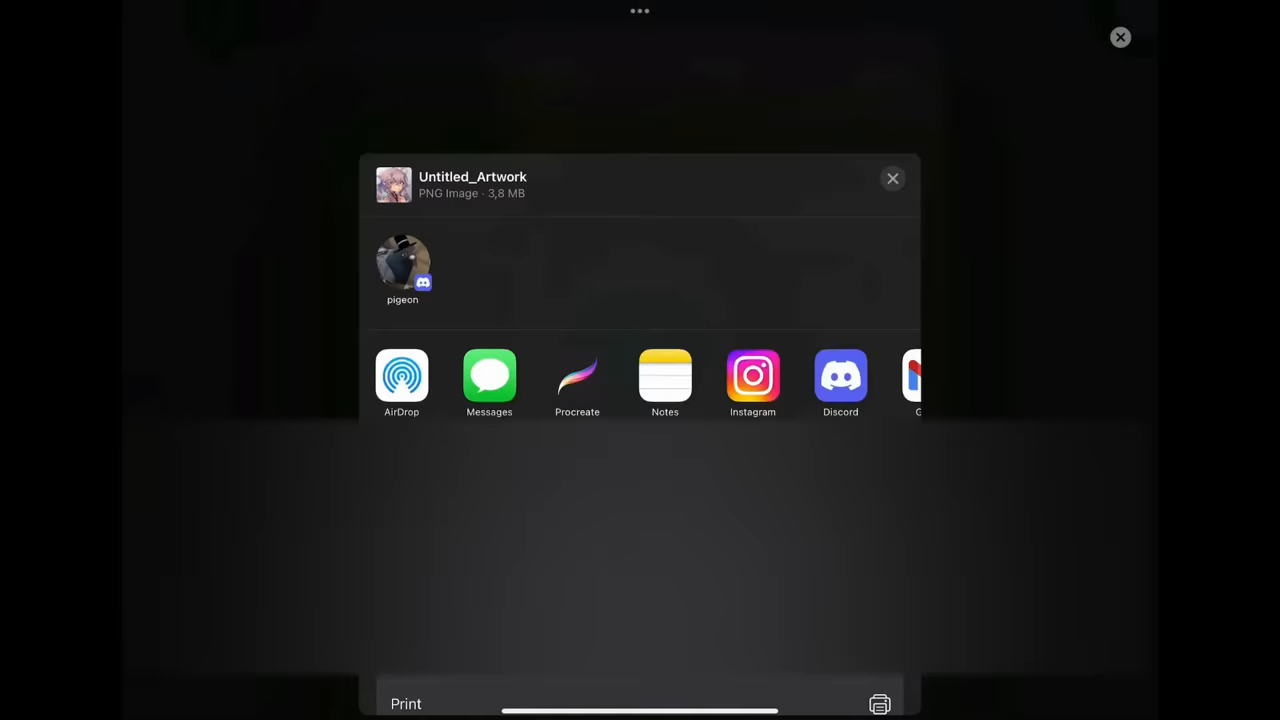 Untitled_Artwork
PNG Image · 3,8 MB
pigeon
AirDrop
Messages
Procreate
Notes
Instagram
Discord
G
Print